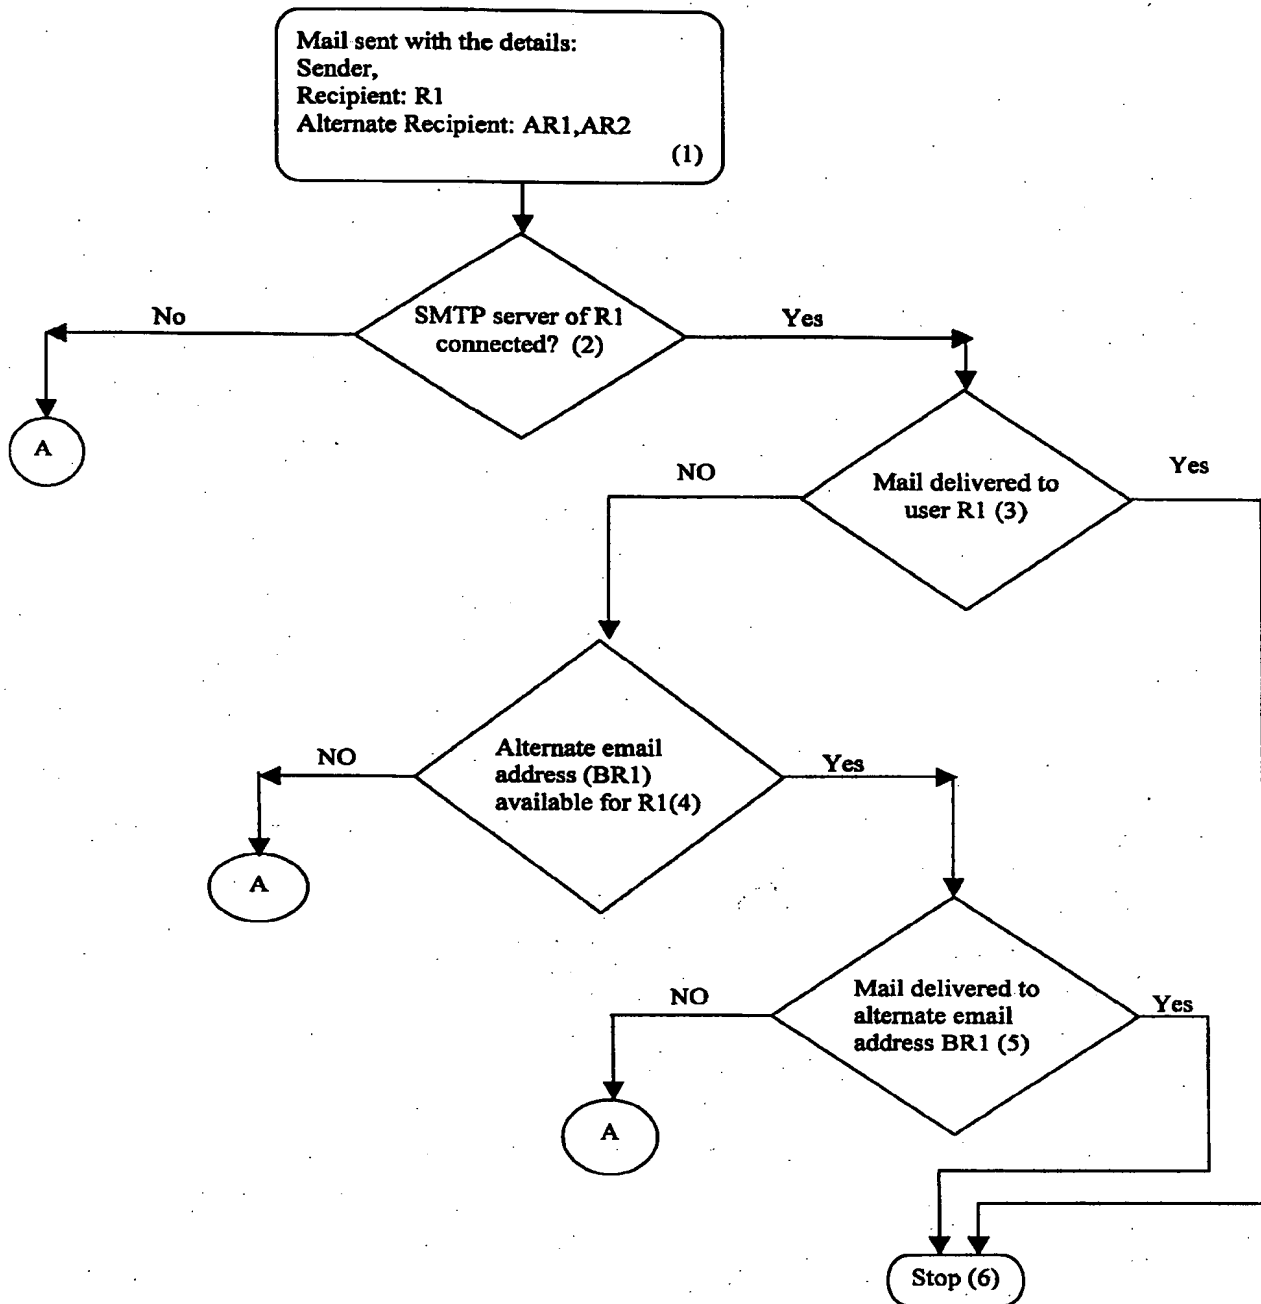 Mail sent with the details:
Sender,
Recipient: R1
Alternate Recipient: AR1,AR2
(1)
No
SMTP server of R1
connected? (2)
Yes
A
NO
Mail delivered to
user R1 (3)
Yes
NO
Alternate email
address (BR1)
available for R1(4)
Yes
A
NO
Mail delivered to
alternate email
address BR1 (5)
Yes
A
Stop (6)